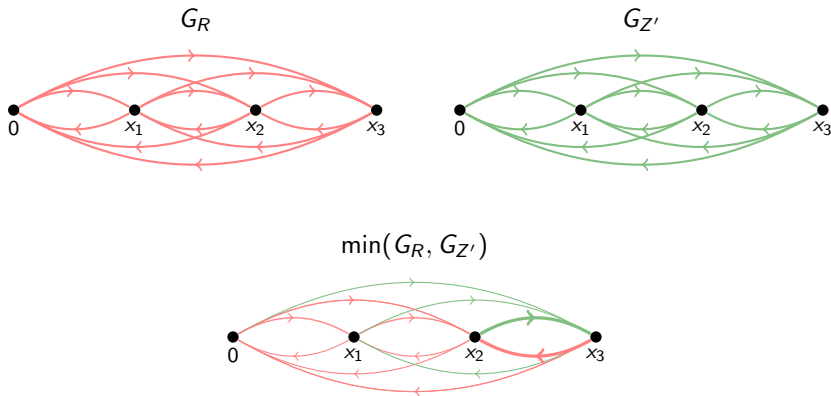 G_R G_{Z′}
0 x_1 x_2 x_3 0 x_1 x_2 x_3
min(G_R, G_{Z′})
0 x_1 x_2 x_3